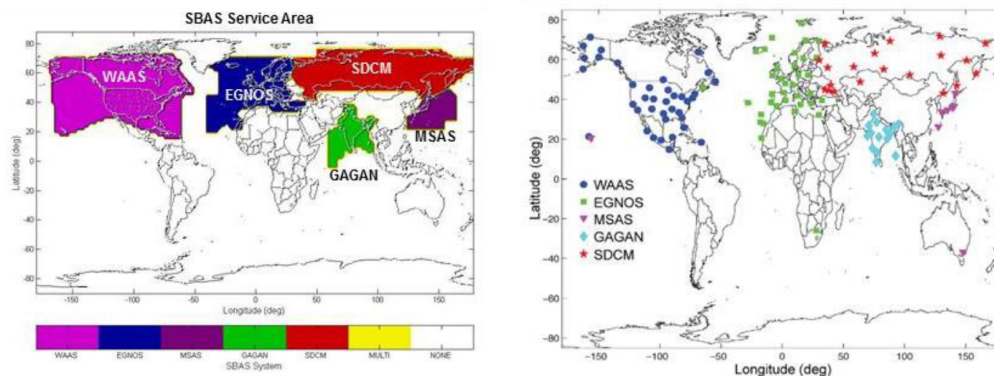 SBAS Service Area
80
60
40
20
0
-20
-40
-60
-80
Latitude (deg)
WAAS
EGNOS
SDCM
MSAS
GAGAN
-150 -100 -50 0 50 100 150
Longitude (deg)
WAAS EGNOS MSAS GAGAN SDCM MULTI NONE
SBAS System
80
60
40
20
0
-20
-40
-60
-80
Latitude (deg)
WAAS
EGNOS
MSAS
GAGAN
SDCM
-150 -100 -50 0 50 100 150
Longitude (deg)